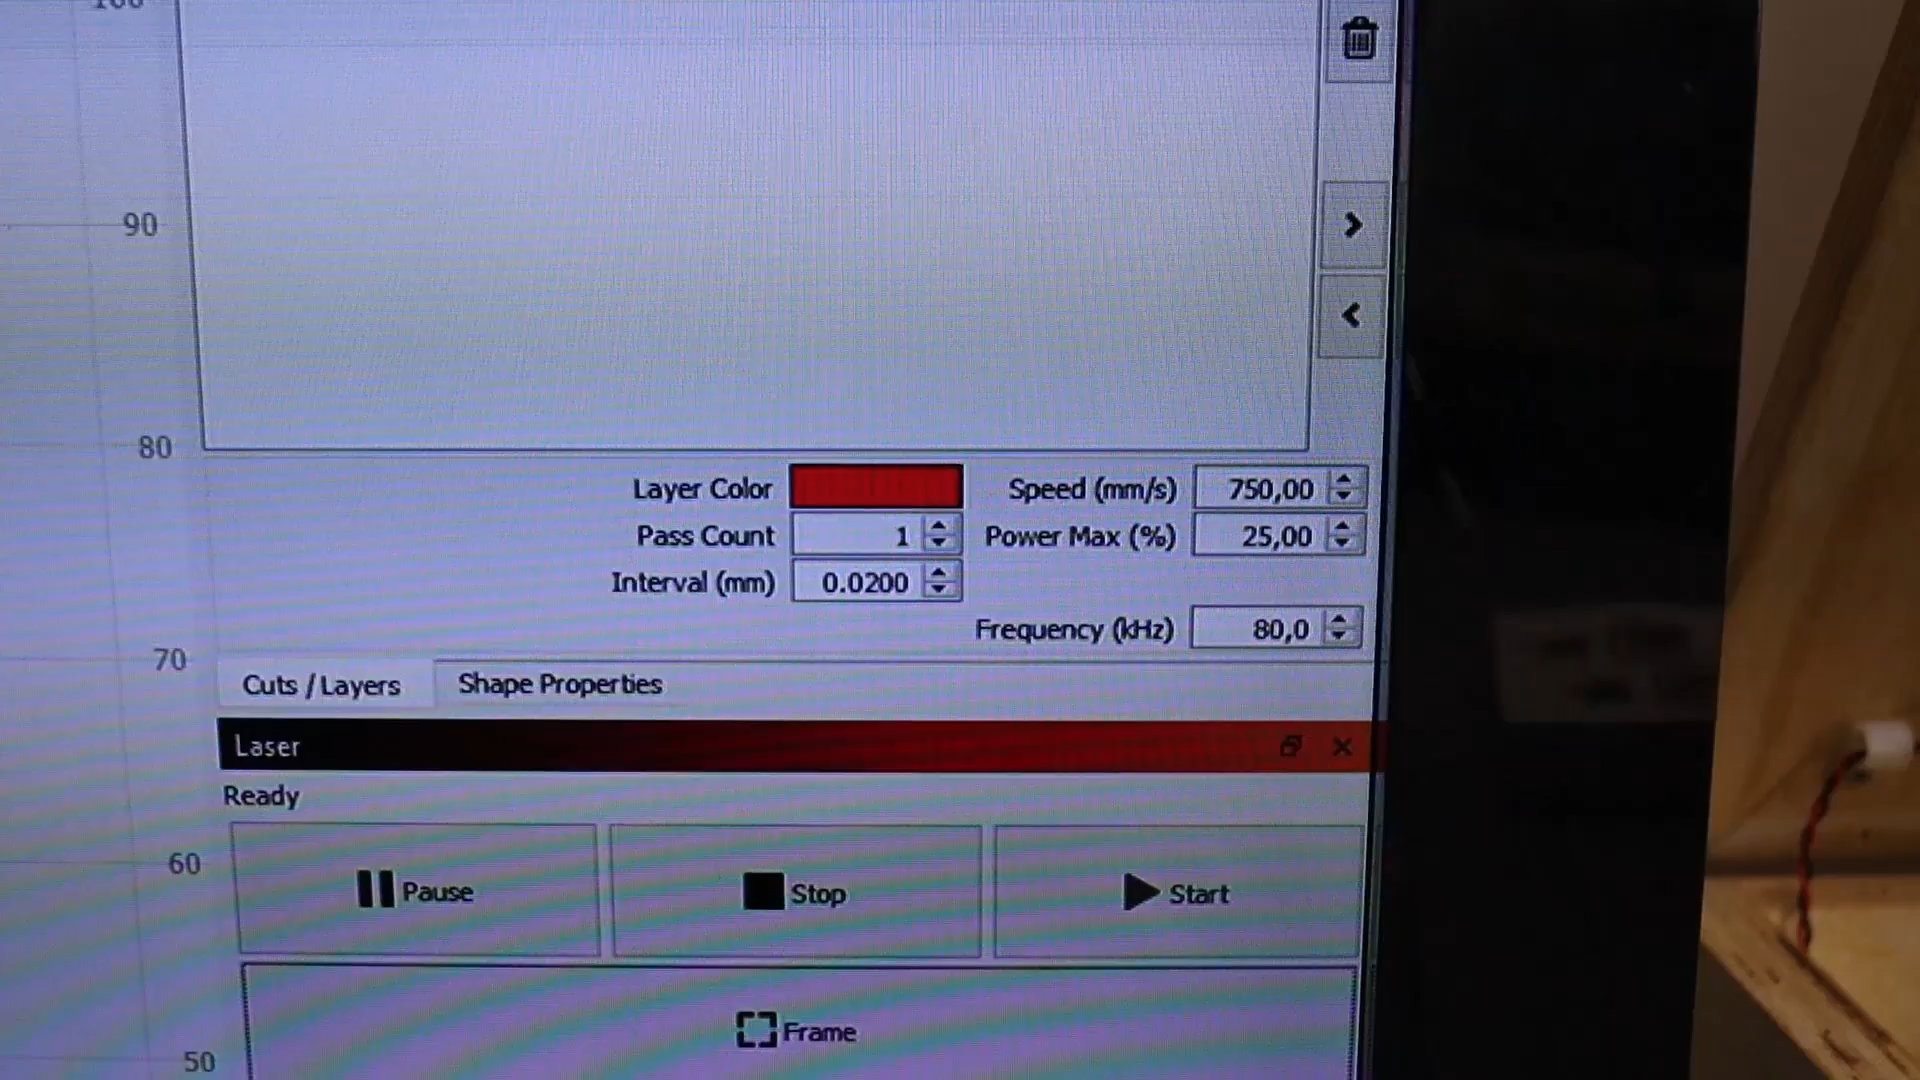 100
90
80
Layer Color
Speed (mm/s) 750,00
Pass Count 1
Power Max (%) 25,00
Interval (mm) 0.0200
Frequency (kHz) 80,0
70
Cuts / Layers
Shape Properties
Laser
Ready
60
Pause
Stop
Start
Frame
50